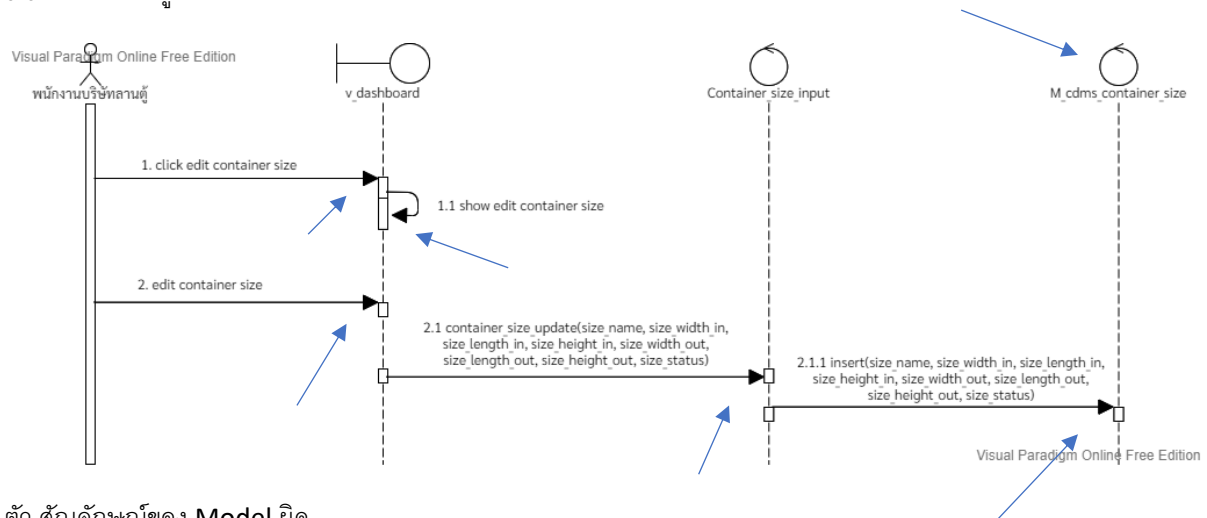 Visual Paradigm Online Free Edition
พนักงานบริษัทลานตู้
v_dashboard
Container_size_input
M_cdms_container_size
1. click edit container size
1.1 show edit container size
2. edit container size
2.1 container_size_update(size_name, size_width_in,
size_length_in, size_height_in, size_width_out,
size_length_out, size_height_out, size_status)
2.1.1 insert(size_name, size_width_in, size_length_in,
size_height_in, size_width_out, size_length_out,
size_height_out, size_status)
Visual Paradigm Online Free Edition
ตัว สัญลักษณ์ของ Model ผิด